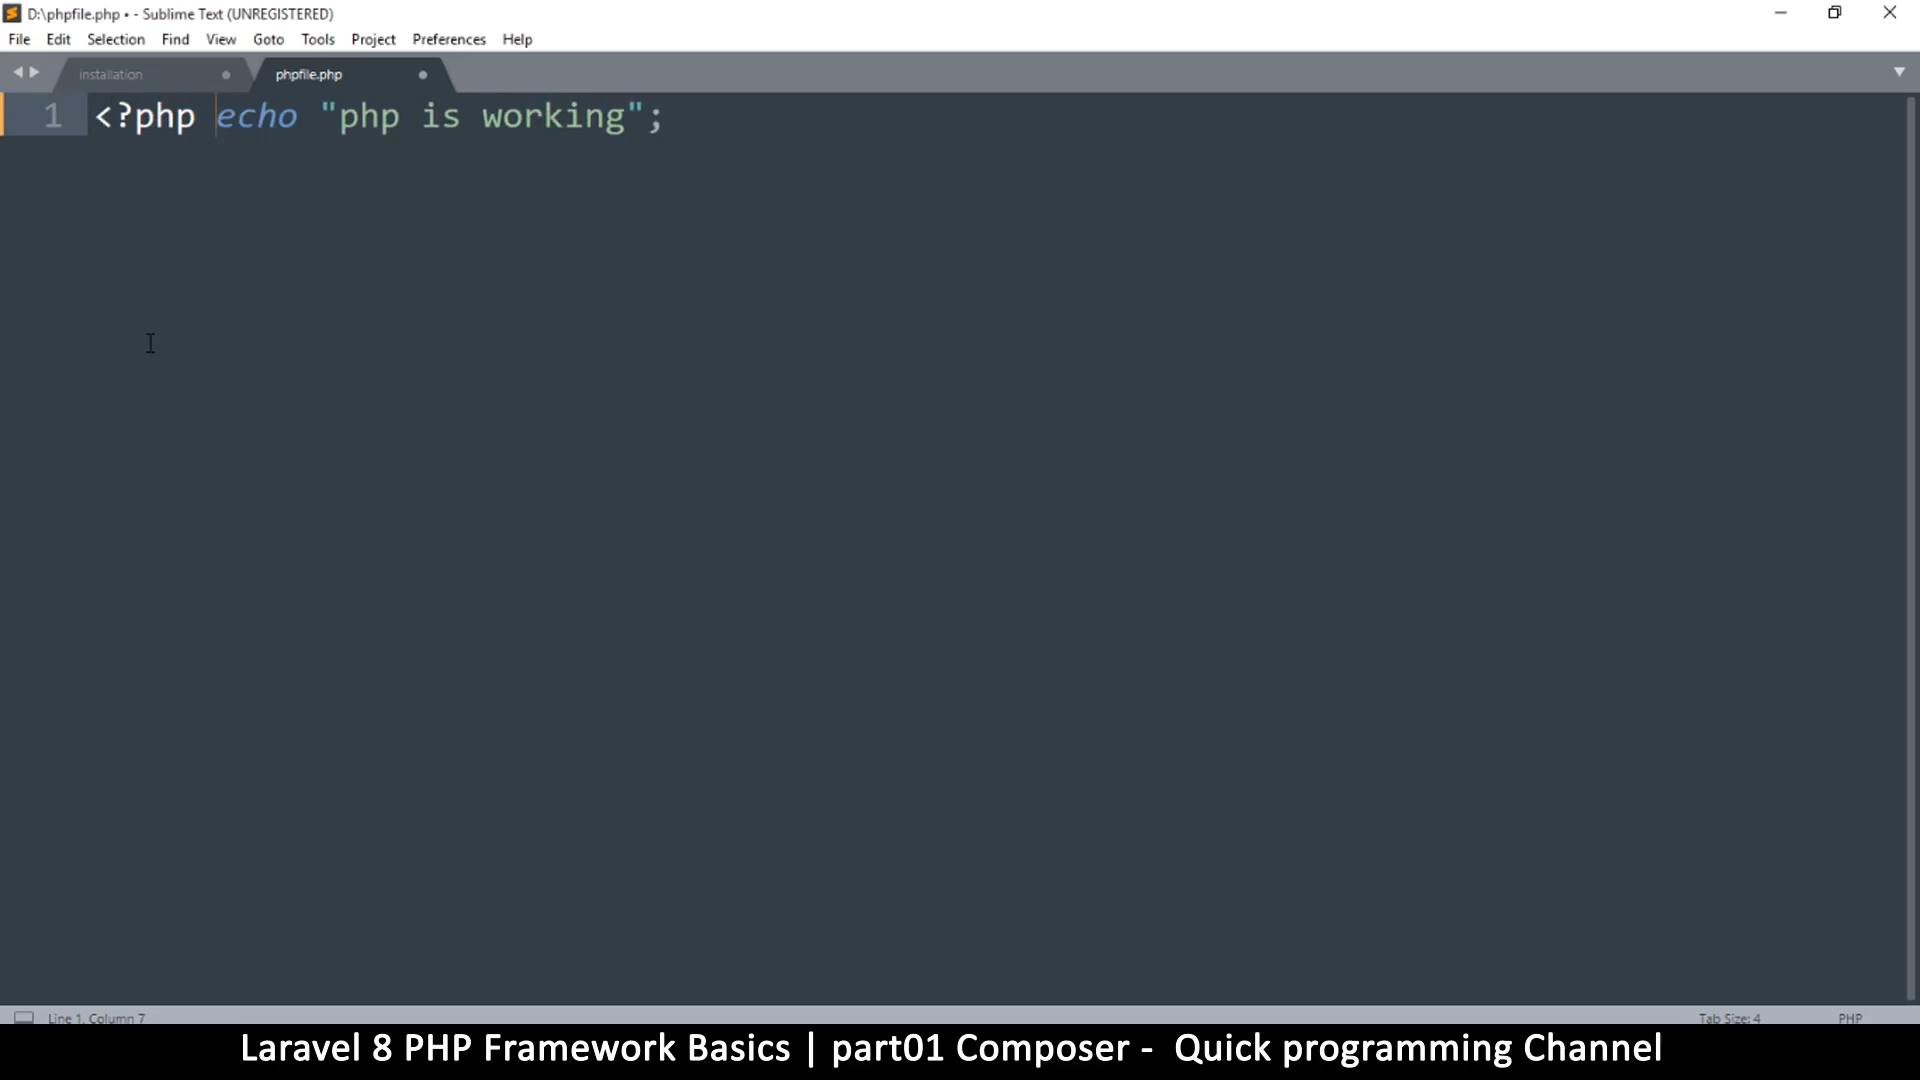 D:\phpfile.php • - Sublime Text (UNREGISTERED)
File Edit Selection Find View Goto Tools Project Preferences Help
installation phpfile.php
1 <?php echo "php is working";
Line 1, Column 7 Tab Size: 4 PHP
Laravel 8 PHP Framework Basics | part01 Composer - Quick programming Channel